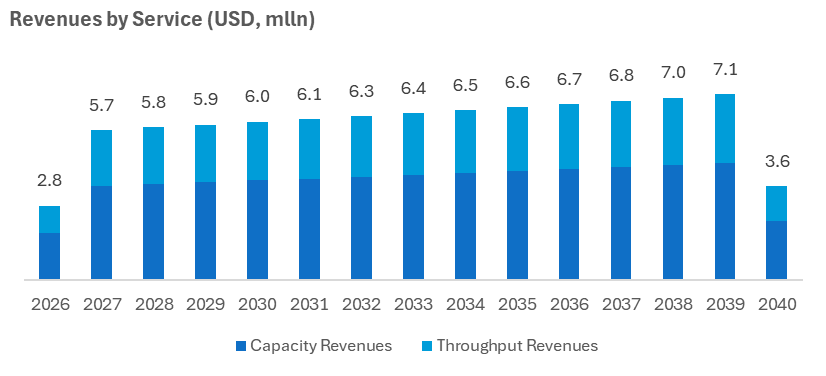 Revenues by Service (USD, mlln)
2.8 5.7 5.8 5.9 6.0 6.1 6.3 6.4 6.5 6.6 6.7 6.8 7.0 7.1 3.6
2026 2027 2028 2029 2030 2031 2032 2033 2034 2035 2036 2037 2038 2039 2040
Capacity Revenues Throughput Revenues